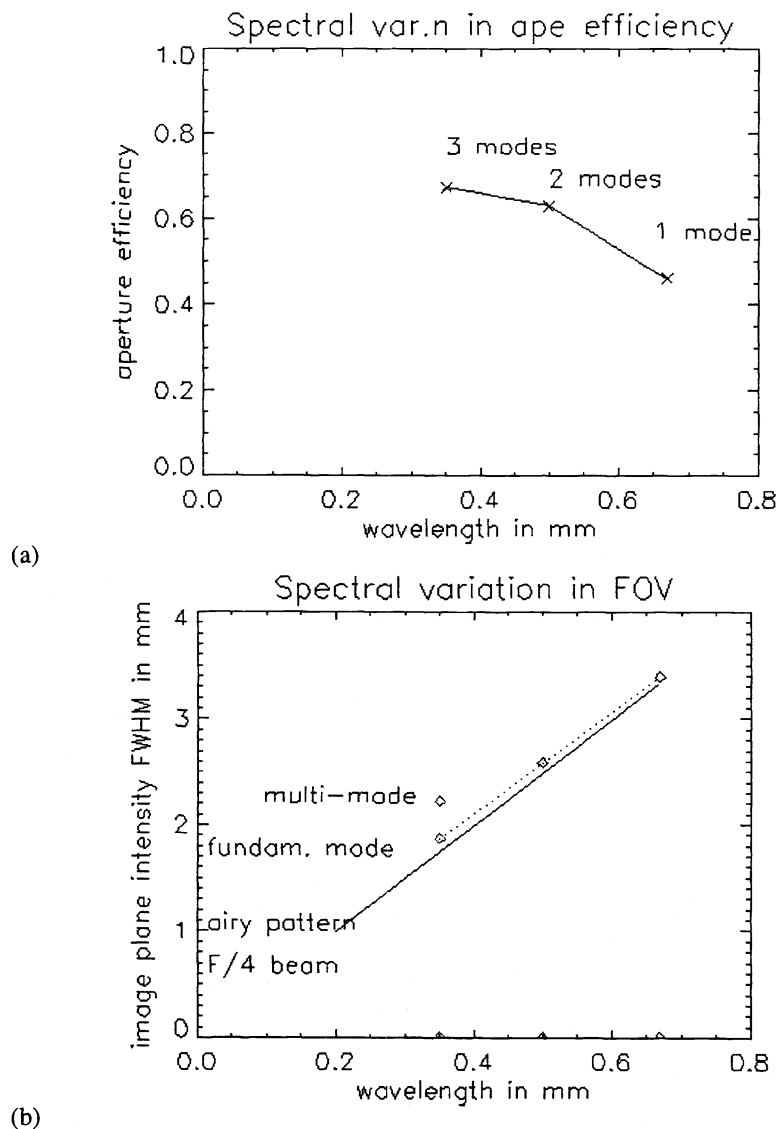 Spectral var.n in ape efficiency
1.0
0.8
0.6
0.4
0.2
0.0
aperture efficiency
3 modes
2 modes
1 mode
0.0 0.2 0.4 0.6 0.8
wavelength in mm
(a)
Spectral variation in FOV
4
3
2
1
0
image plane intensity FWHM in mm
multi-mode
fundam. mode
airy pattern
F/4 beam
0.0 0.2 0.4 0.6 0.8
wavelength in mm
(b)